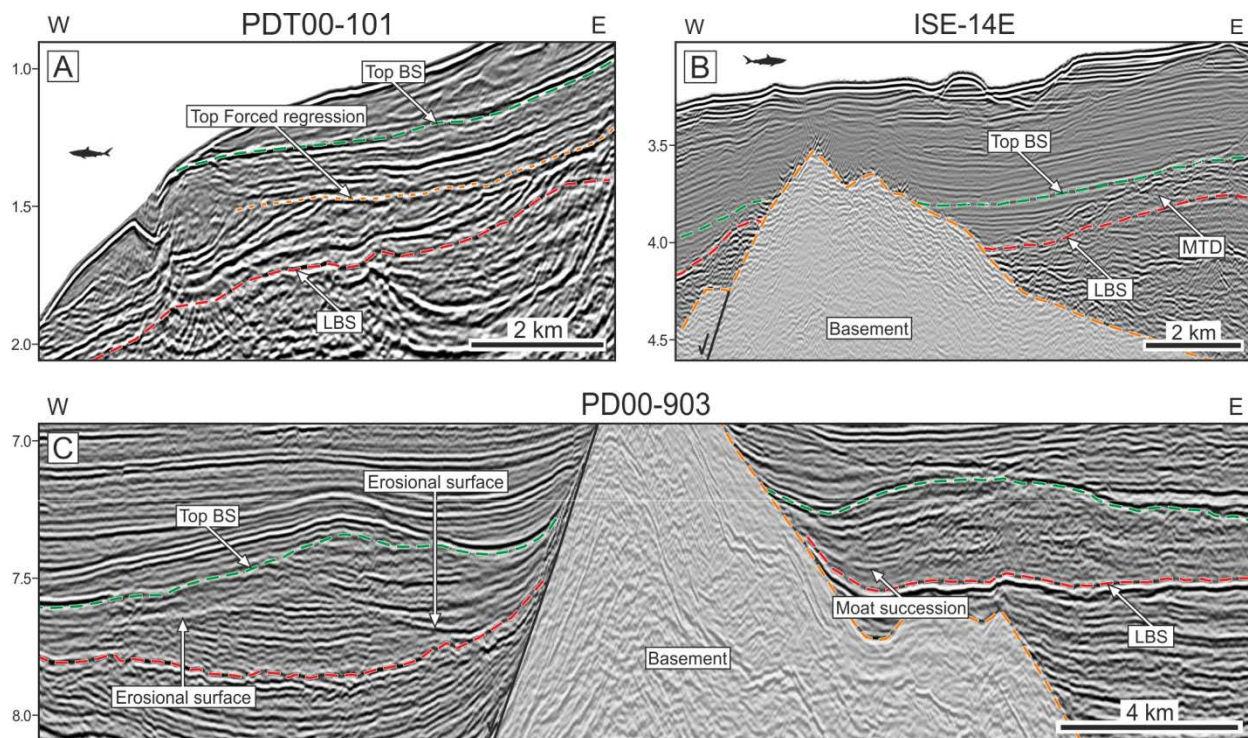 PDT00-101
W
E
A
1.0
1.5
2.0
Top BS
Top Forced regression
LBS
2 km
ISE-14E
W
E
B
3.5
4.0
4.5
Top BS
MTD
LBS
Basement
2 km
PD00-903
W
E
C
7.0
7.5
8.0
Erosional surface
Top BS
Erosional surface
Basement
Moat succession
LBS
4 km